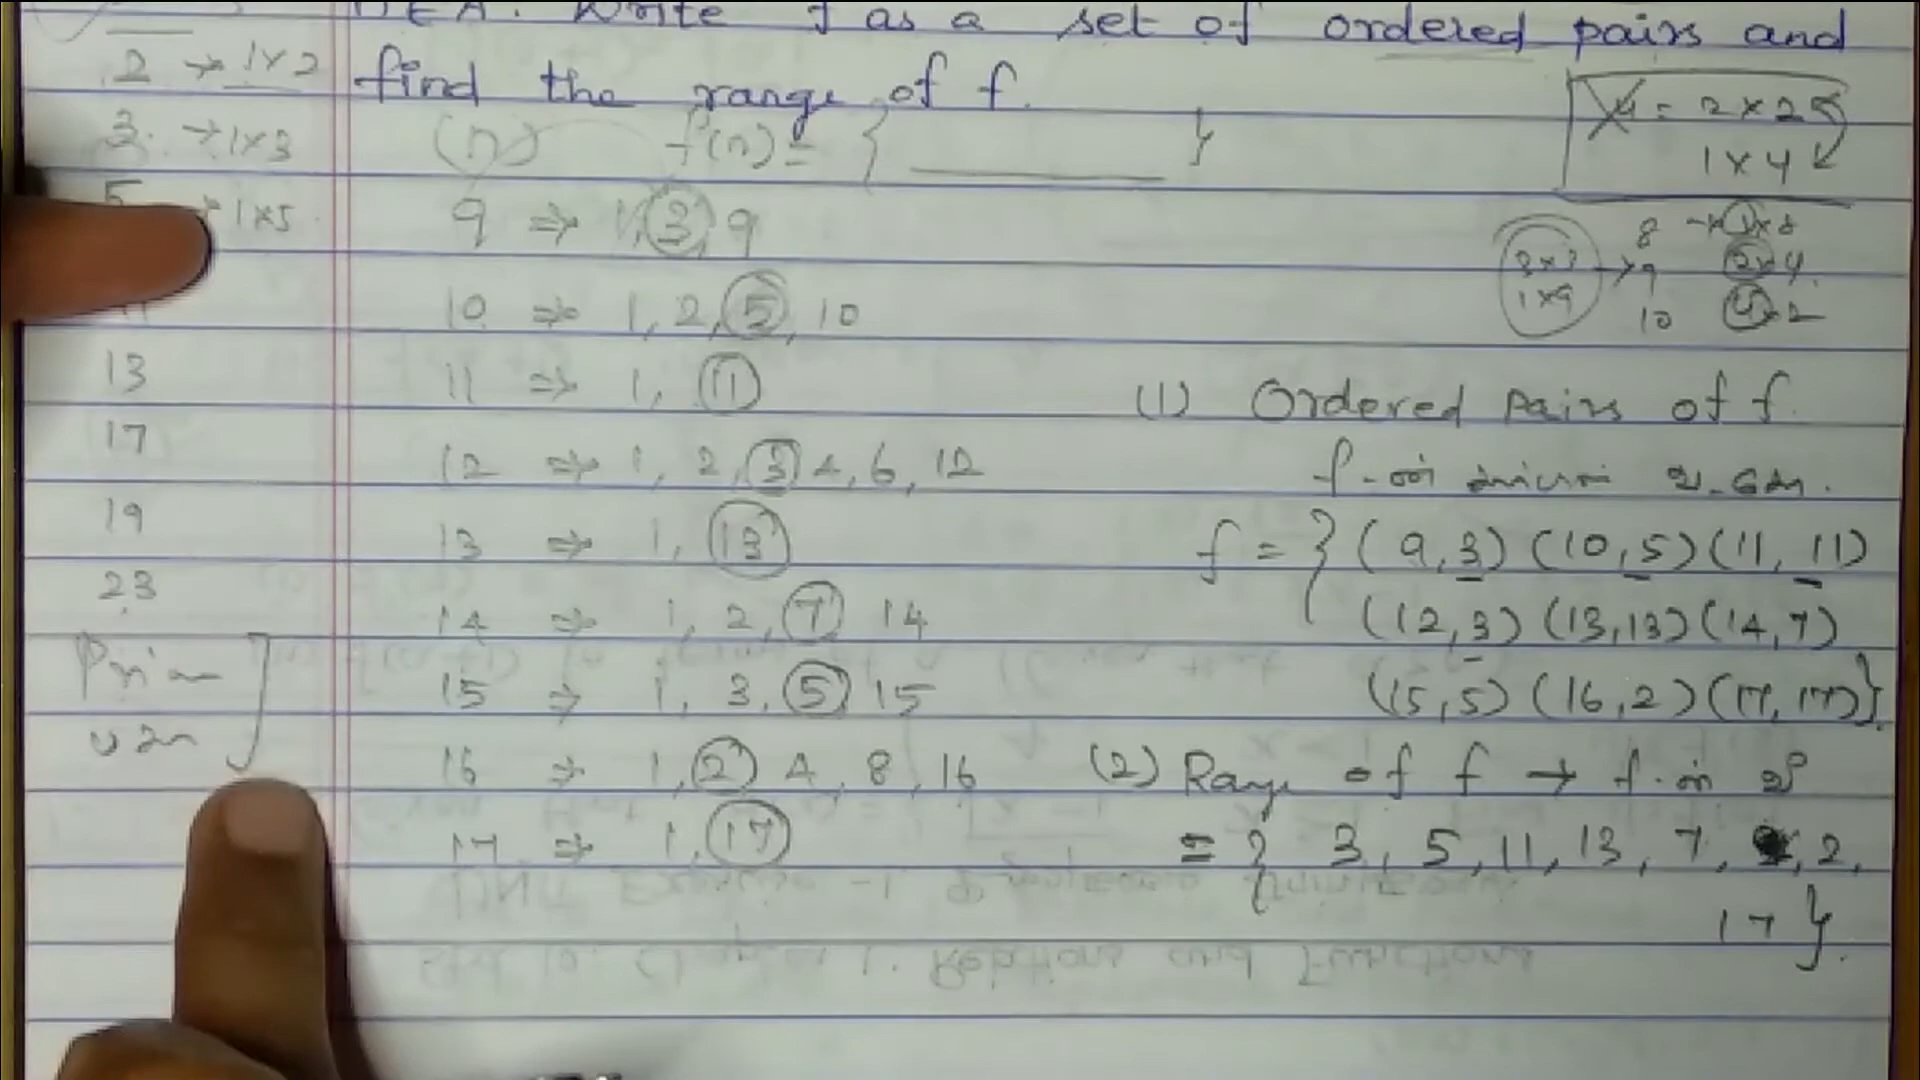 Write f as a set of ordered pairs and
find the range of f.
(n) f(n) = { }
9 ⇒ 1, 3, 9
10 ⇒ 1, 2, 5, 10
11 ⇒ 1, 11
12 ⇒ 1, 2, 3, 4, 6, 12
13 ⇒ 1, 13
14 ⇒ 1, 2, 7, 14
15 ⇒ 1, 3, 5, 15
16 ⇒ 1, 2, 4, 8, 16
17 ⇒ 1, 17
2 → 1×2
3. → 1×3
5 → 1×5
13
17
19
23
4 = 2×2
1×4
8 → 1×8
2×4
3×3 → 9
1×9
10
(1) Ordered pairs of f.
f = { (9,3) (10,5) (11,11)
(12,3) (13,13) (14,7)
(15,5) (16,2) (17,17)}
(2) Range of f →
= { 3, 5, 11, 13, 7, 2,
17 }.